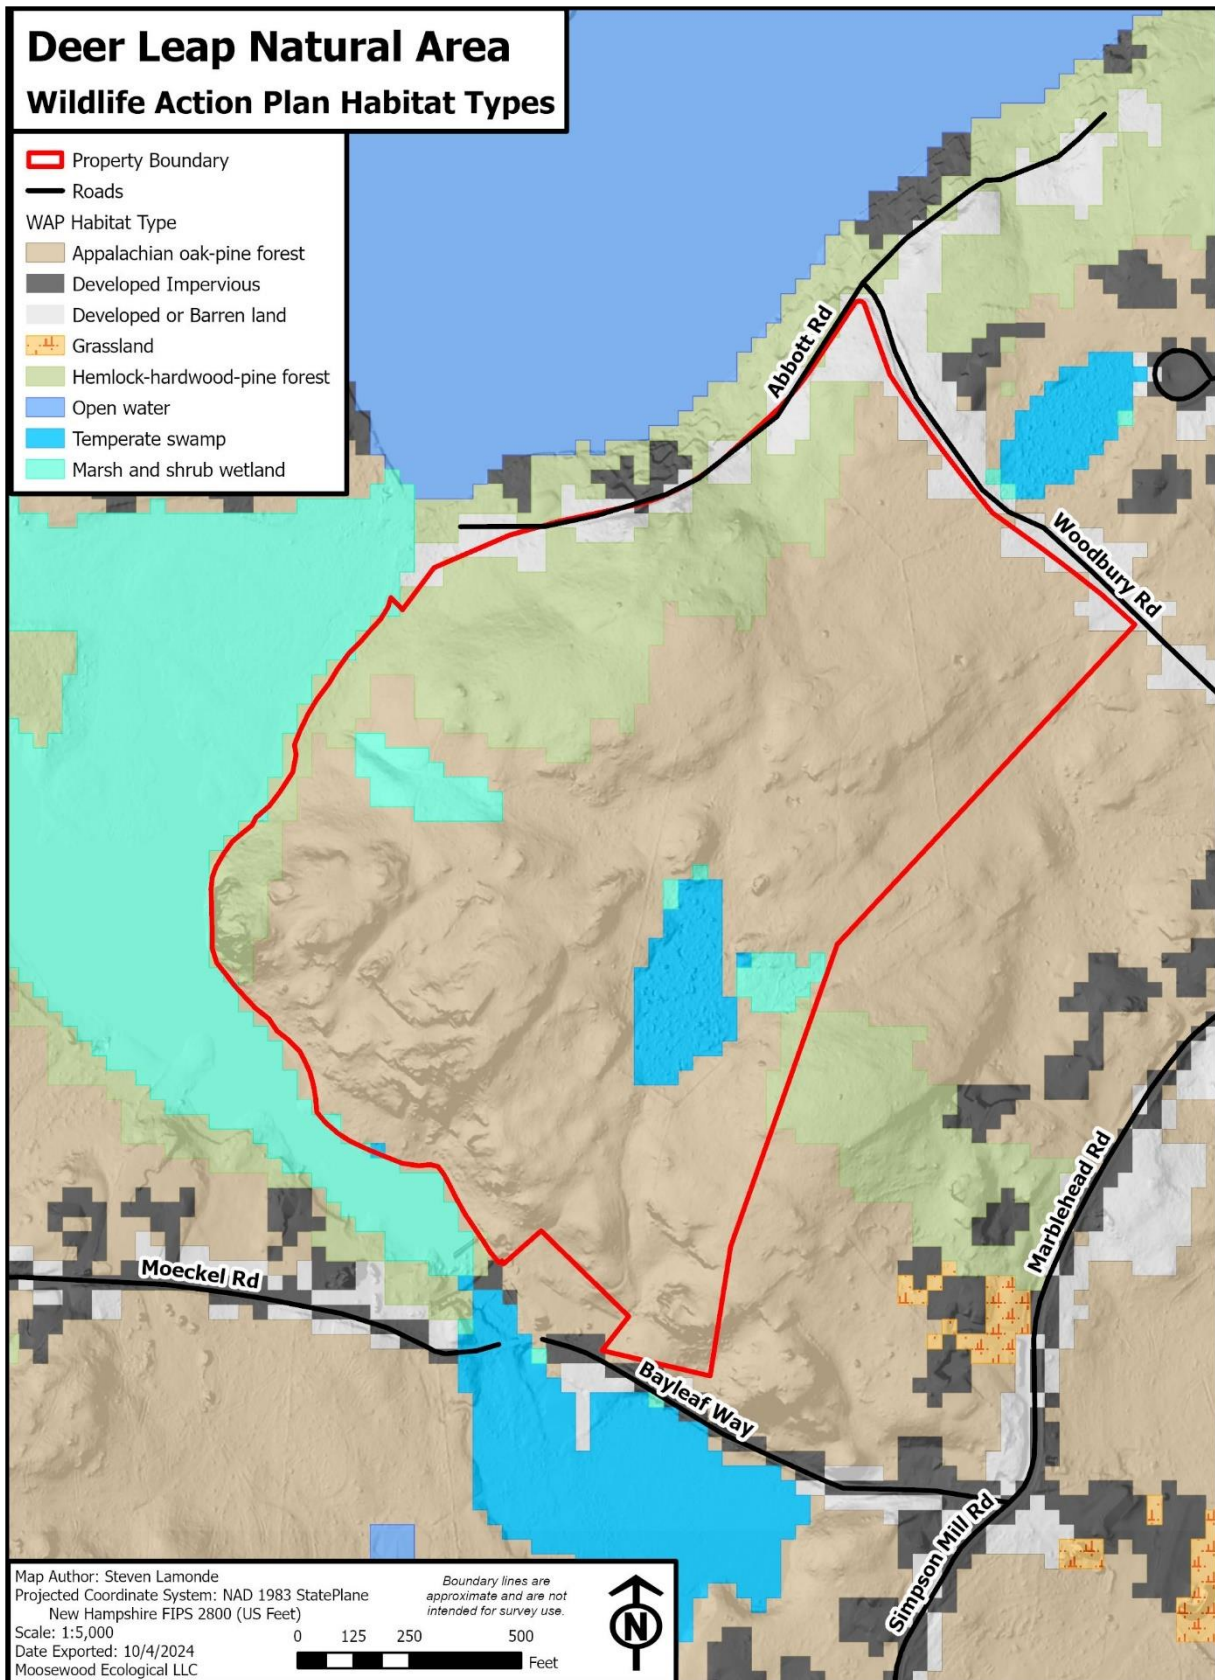 Deer Leap Natural Area
Wildlife Action Plan Habitat Types
Property Boundary
Roads
WAP Habitat Type
Appalachian oak-pine forest
Developed Impervious
Developed or Barren land
Grassland
Hemlock-hardwood-pine forest
Open water
Temperate swamp
Marsh and shrub wetland
Abbott Rd
Woodbury Rd
Marblehead Rd
Moeckel Rd
Bayleaf Way
Simpson Mill Rd
Map Author: Steven Lamonde
Projected Coordinate System: NAD 1983 StatePlane
New Hampshire FIPS 2800 (US Feet)
Scale: 1:5,000
Date Exported: 10/4/2024
Moosewood Ecological LLC
Boundary lines are
approximate and are not
intended for survey use.
0 125 250 500
Feet
N